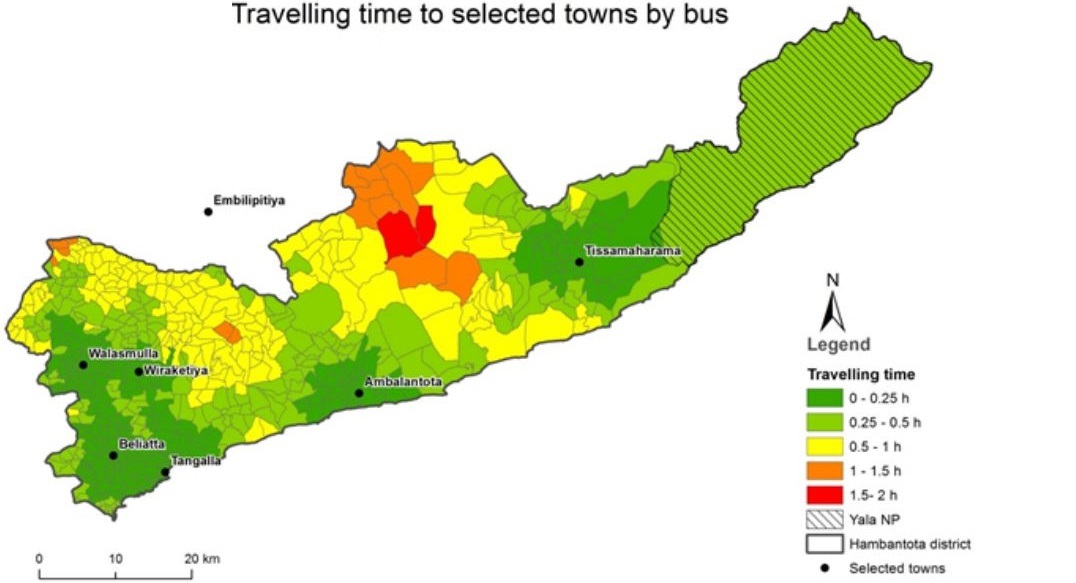 Travelling time to selected towns by bus
Embilipitiya
Tissamaharama
Walasmulla
Wiraketiya
Ambalantota
Beliatta
Tangalla
N
Legend
Travelling time
0 - 0.25 h
0.25 - 0.5 h
0.5 - 1 h
1 - 1.5 h
1.5- 2 h
Yala NP
Hambantota district
Selected towns
0 10 20 km